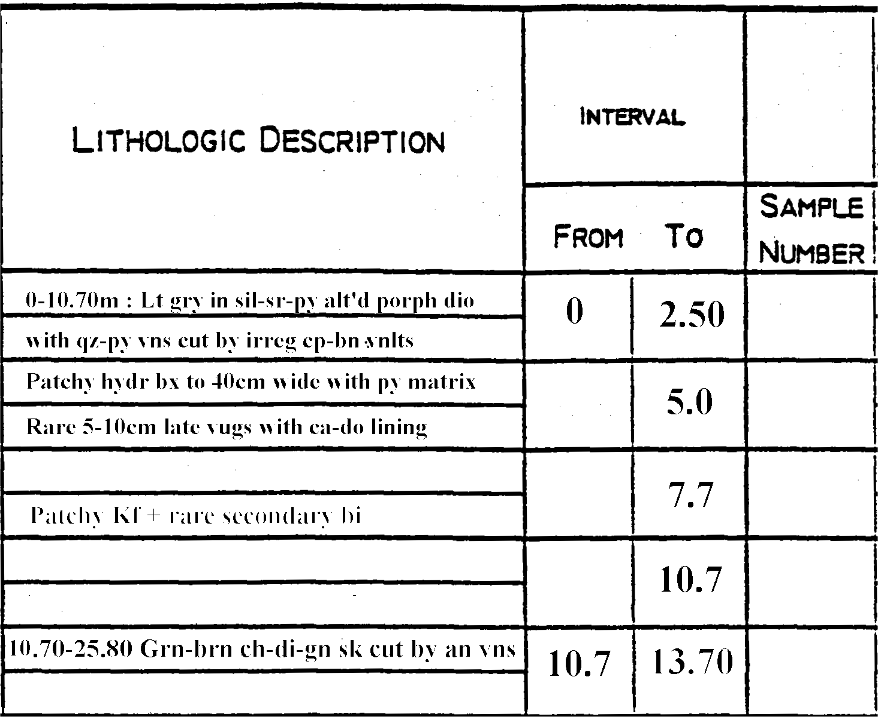 LITHOLOGIC DESCRIPTION
INTERVAL
FROM TO
SAMPLE
NUMBER
0-10.70m : Lt gry in sil-sr-py alt'd porph dio
0 2.50
with qz-py vns cut by irreg cp-bn vnlts
Patchy hydr bx to 40cm wide with py matrix
5.0
Rare 5-10cm late vugs with ca-do lining
7.7
Patchy Kf + rare secondary bi
10.7
10.70-25.80 Grn-brn ch-di-gn sk cut by an vns
10.7 13.70